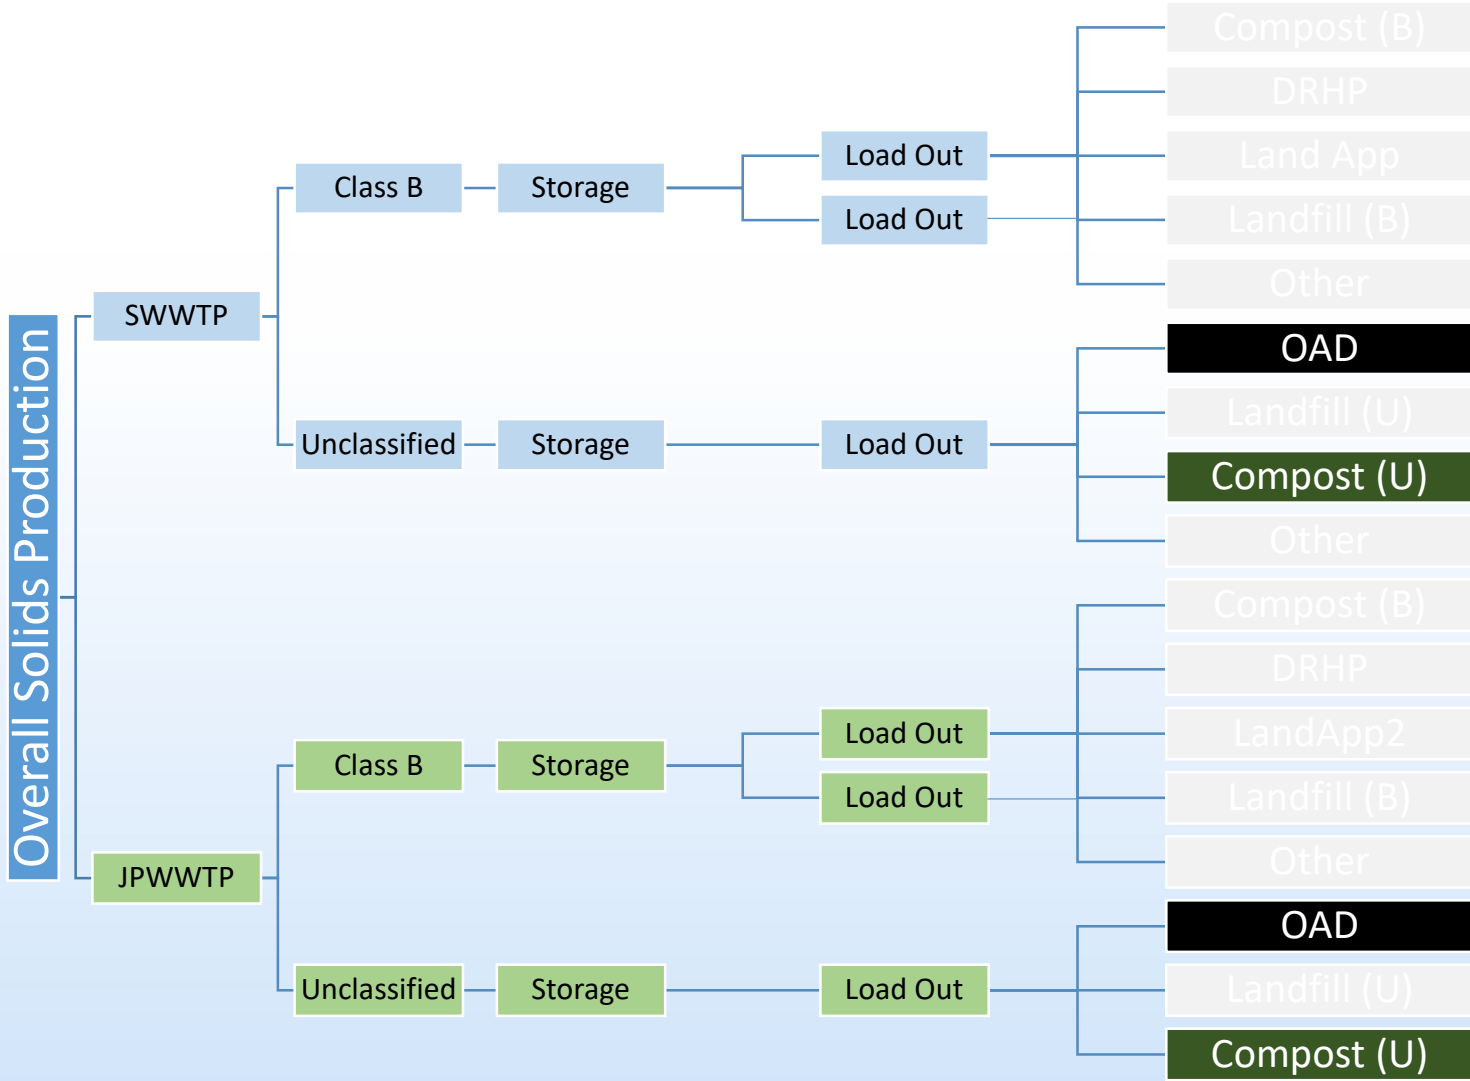 Overall Solids Production
SWWTP
Class B
Storage
Load Out
Load Out
Compost (B)
DRHP
Land App
Landfill (B)
Other
Unclassified
Storage
Load Out
OAD
Landfill (U)
Compost (U)
Other
JPWWTP
Class B
Storage
Load Out
Load Out
Compost (B)
DRHP
LandApp2
Landfill (B)
Other
Unclassified
Storage
Load Out
OAD
Landfill (U)
Compost (U)